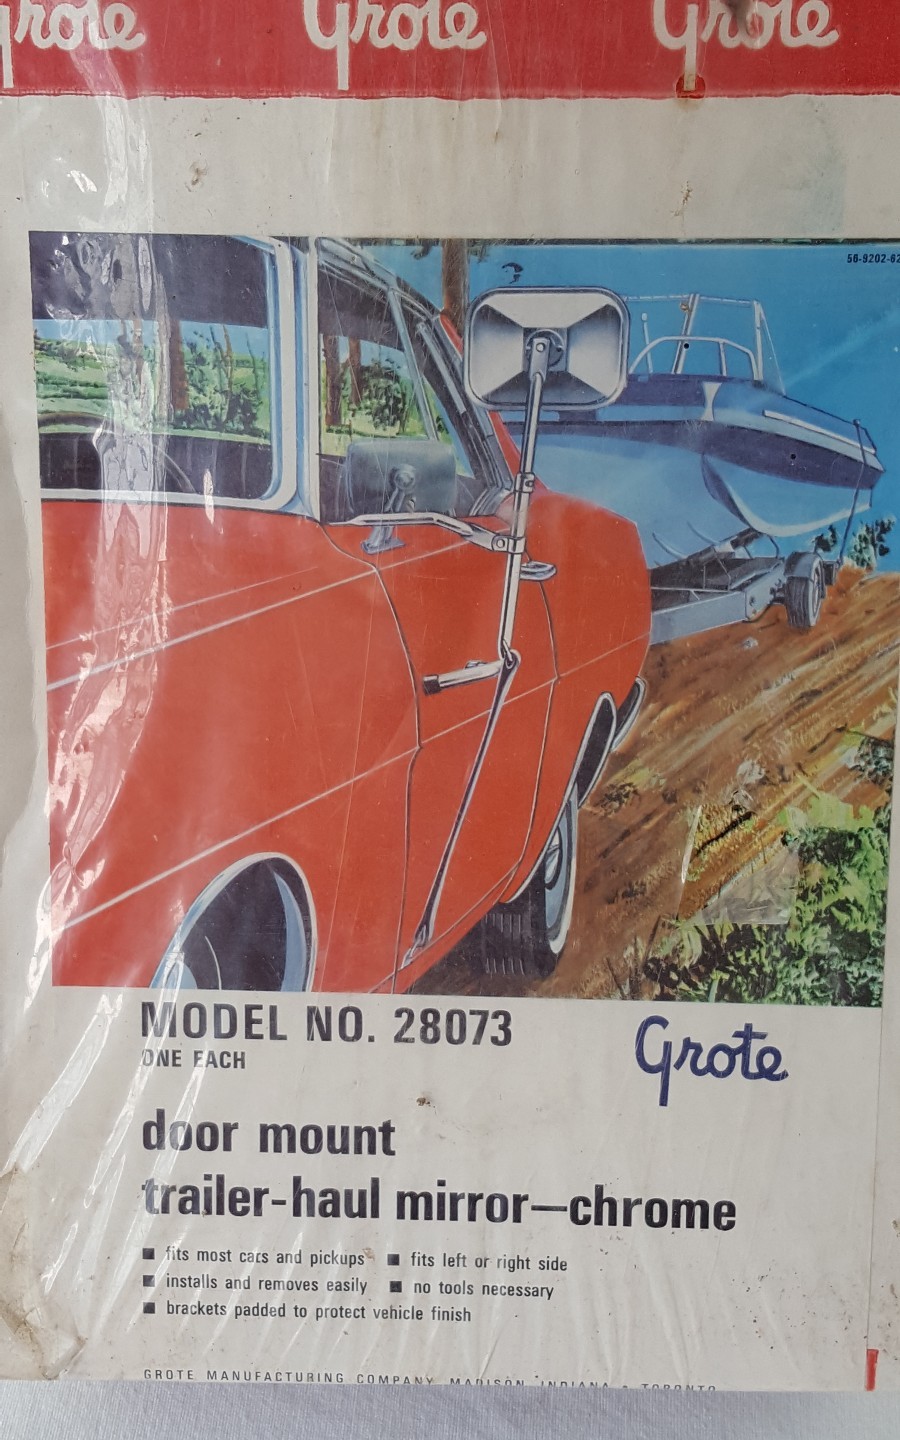 Grote Grote Grote
56-9202-62
MODEL NO. 28073
ONE EACH
Grote
door mount
trailer-haul mirror—chrome
■ fits most cars and pickups ■ fits left or right side
■ installs and removes easily ■ no tools necessary
■ brackets padded to protect vehicle finish
GROTE MANUFACTURING COMPANY MADISON INDIANA • TORONTO